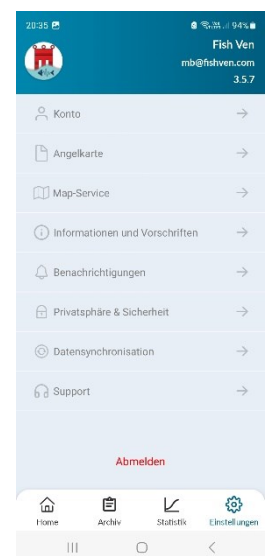 20:35
94%
Fish Ven
mb@fishven.com
3.5.7
Konto
Angelkarte
Map-Service
Informationen und Vorschriften
Benachrichtigungen
Privatsphäre & Sicherheit
Datensynchronisation
Support
Abmelden
Home Archiv Statistik Einstellungen